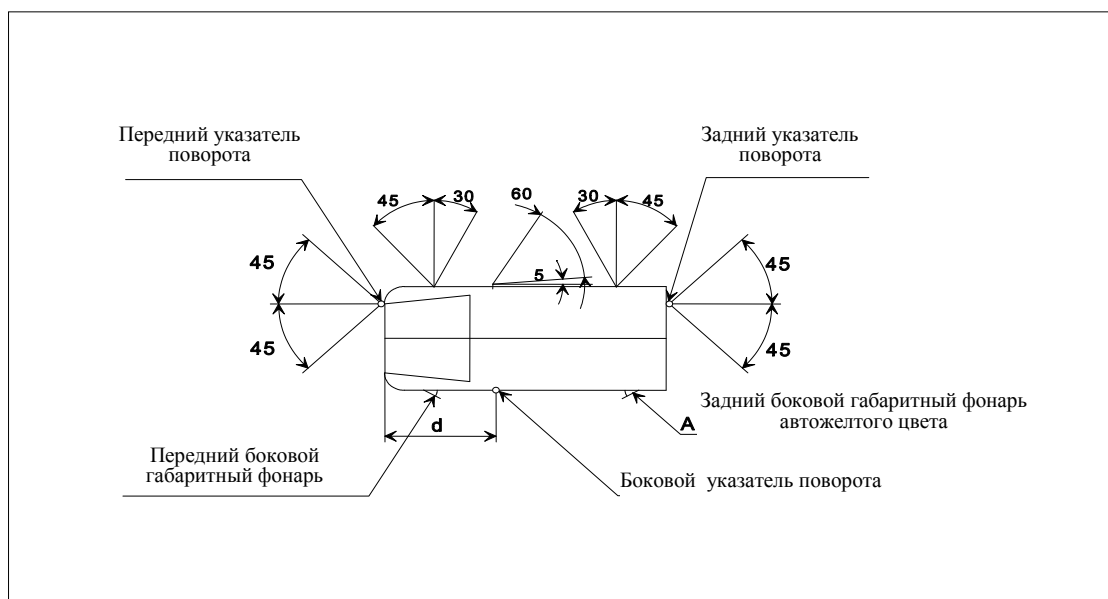 Передний указатель
поворота
Задний указатель
поворота
45
30
60
30
45
45
5
45
45
45
d
A
Задний боковой габаритный фонарь
автожелтого цвета
Передний боковой
габаритный фонарь
Боковой указатель поворота